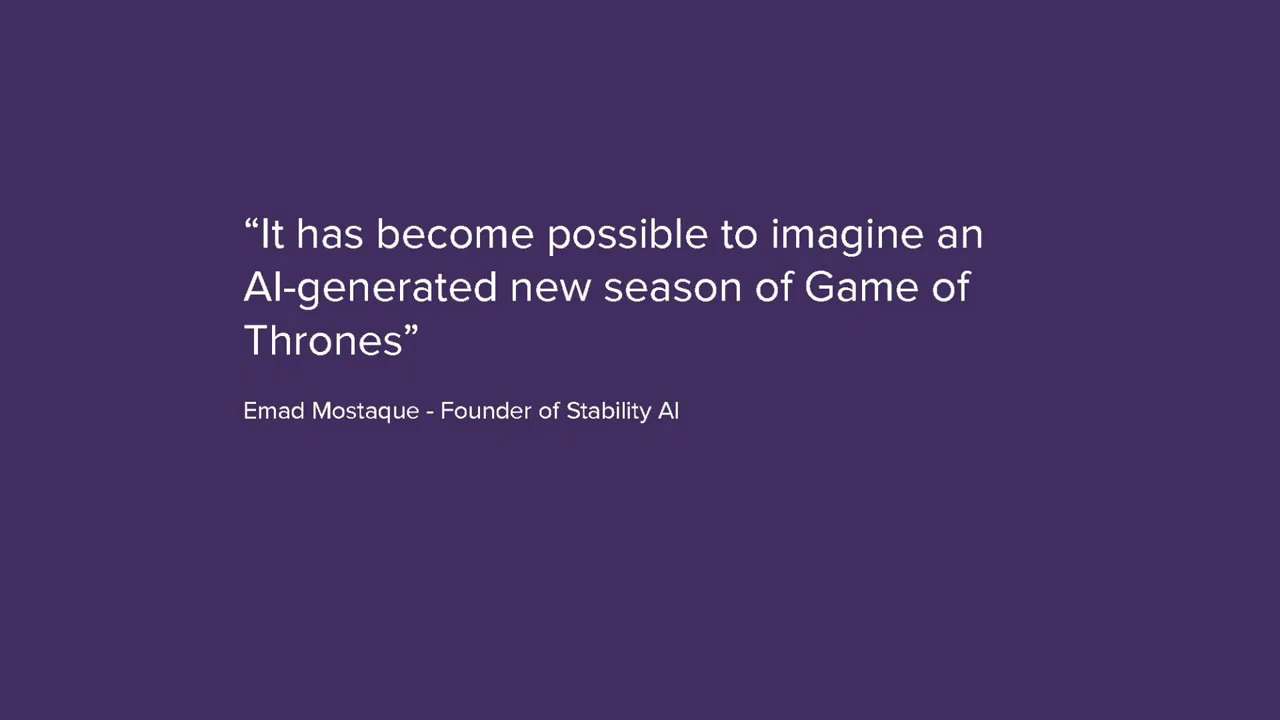 “It has become possible to imagine an
AI-generated new season of Game of
Thrones”
Emad Mostaque - Founder of Stability AI